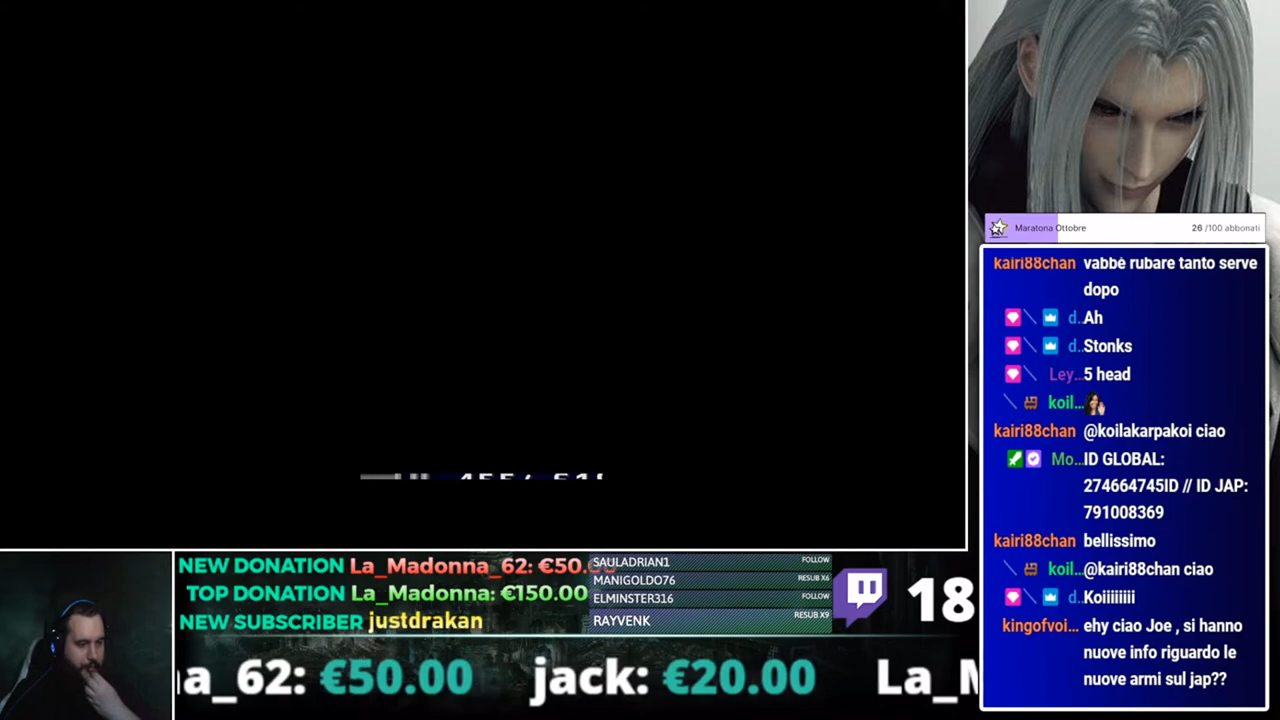 Maratona Ottobre
26 /100 abbonati
kairi88chan vabbè rubare tanto serve
dopo
d..Ah
d..Stonks
Ley...5 head
koil...
kairi88chan @koilakarpakoi ciao
Mo...ID GLOBAL:
274664745ID // ID JAP:
791008369
kairi88chan bellissimo
koil...@kairi88chan ciao
d..Koiiiiiiii
kingofvoi... ehy ciao Joe , si hanno
nuove info riguardo le
nuove armi sul jap??
NEW DONATION La_Madonna_62: €50.
TOP DONATION La_Madonna: €150.00
NEW SUBSCRIBER justdrakan
SAULADRIAN1 FOLLOW
MANIGOLDO76 RESUB X6
ELMINSTER316 FOLLOW
RAYVENK RESUB X9
18
na_62: €50.00 jack: €20.00 La_M